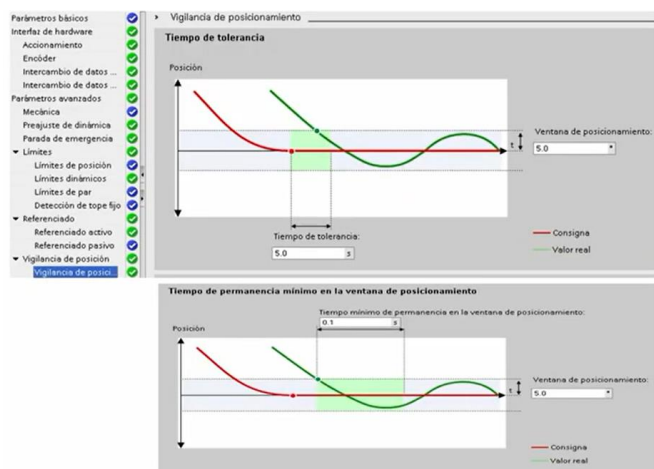 Parámetros básicos
Interfaz de hardware
Accionamiento
Encóder
Intercambio de datos ...
Intercambio de datos ...
Parámetros avanzados
Mecánica
Preajuste de dinámica
Parada de emergencia
Límites
Límites de posición
Límites dinámicos
Límites de par
Detección de tope fijo
Referenciado
Referenciado activo
Referenciado pasivo
Vigilancia de posición
Vigilancia de posici...
Vigilancia de posicionamiento
Tiempo de tolerancia
Posición
t
Ventana de posicionamiento:
5.0 °
Tiempo de tolerancia:
5.0 s
Consigna
Valor real
Tiempo de permanencia mínimo en la ventana de posicionamiento
Tiempo mínimo de permanencia en la ventana de posicionamiento:
0.1 s
Posición
t
Ventana de posicionamiento:
5.0 °
Consigna
Valor real